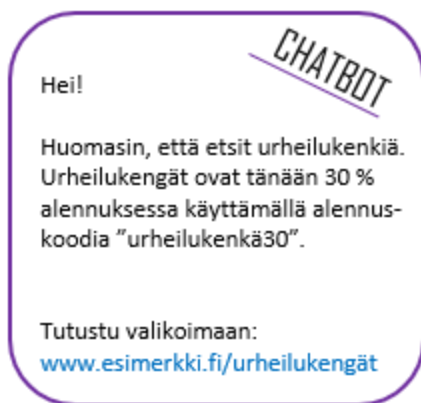 CHATBOT
Hei!
Huomasin, että etsit urheilukenkiä.
Urheilukengät ovat tänään 30 %
alennuksessa käyttämällä alennus-
koodia ”urheilukenkä30”.
Tutustu valikoimaan:
www.esimerkki.fi/urheilukengät